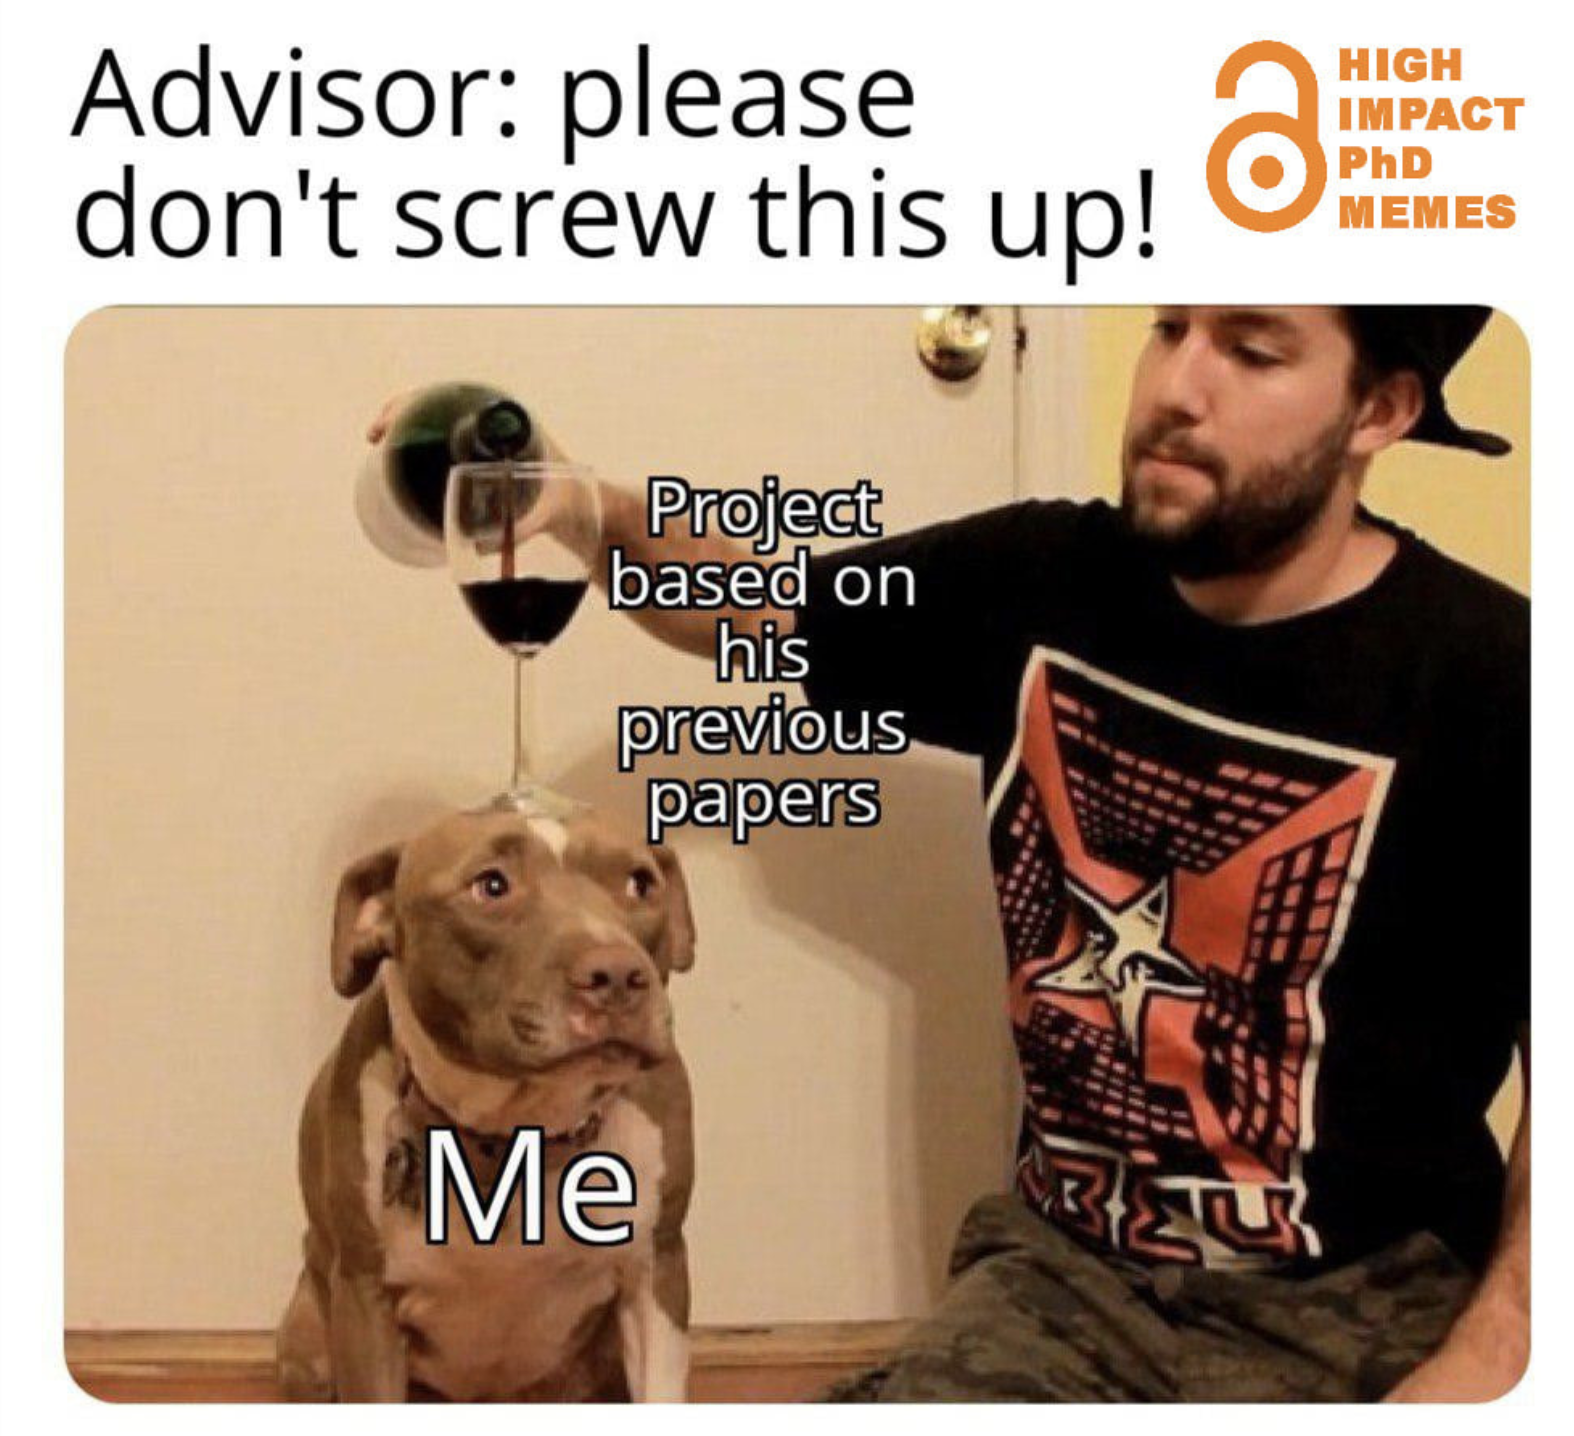 Advisor: please
don't screw this up!
HIGH
IMPACT
PhD
MEMES
Project
based on
his
previous
papers
Me